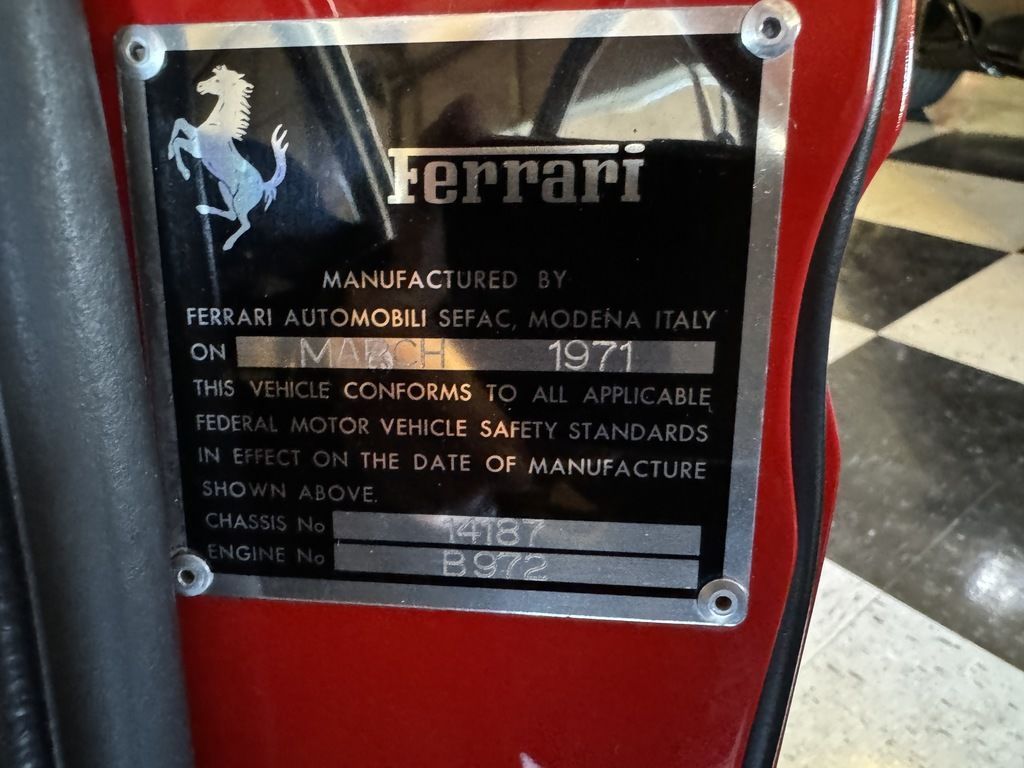 Ferrari
MANUFACTURED BY
FERRARI AUTOMOBILI SEFAC, MODENA ITALY
ON MARCH 1971
THIS VEHICLE CONFORMS TO ALL APPLICABLE
FEDERAL MOTOR VEHICLE SAFETY STANDARDS
IN EFFECT ON THE DATE OF MANUFACTURE
SHOWN ABOVE.
CHASSIS No 14187
ENGINE No B972